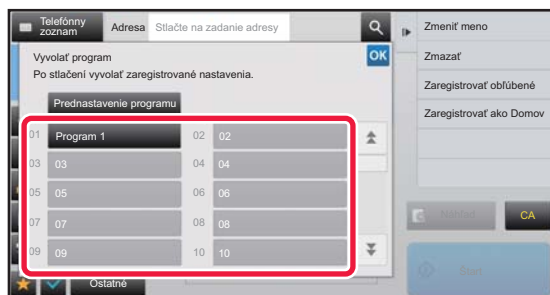 Telefónny zoznam
Adresa
Stlačte na zadanie adresy
Vyvolať program
OK
Po stlačení vyvolať zaregistrované nastavenia.
Prednastavenie programu
01 Program 1 02 02
03 03 04 04
05 05 06 06
07 07 08 08
09 09 10 10
Ostatné
Zmeniť meno
Zmazať
Zaregistrovať obľúbené
Zaregistrovať ako Domov
Náhľad
CA
Štart